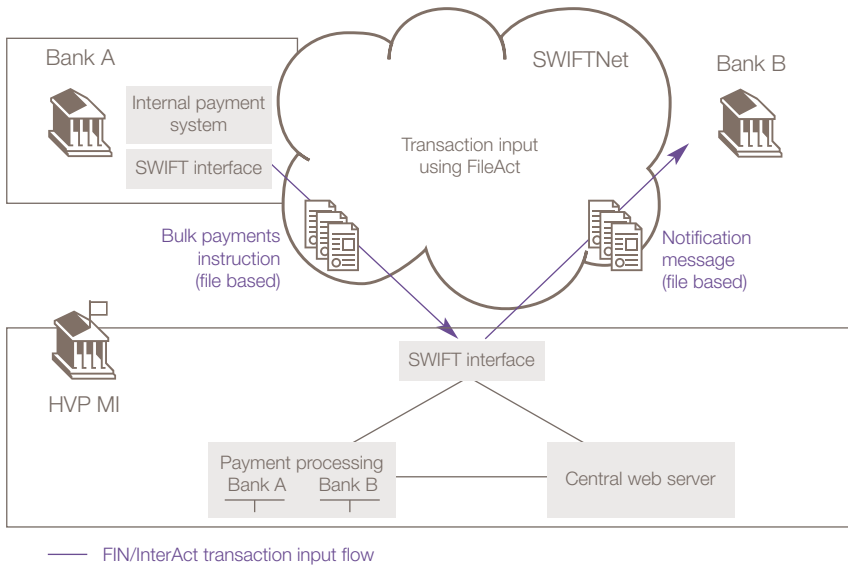 Bank A
SWIFTNet
Bank B
Internal payment
system
SWIFT interface
Transaction input
using FileAct
Bulk payments
instruction
(file based)
Notification
message
(file based)
HVP MI
SWIFT interface
Payment processing
Bank A Bank B
Central web server
FIN/InterAct transaction input flow